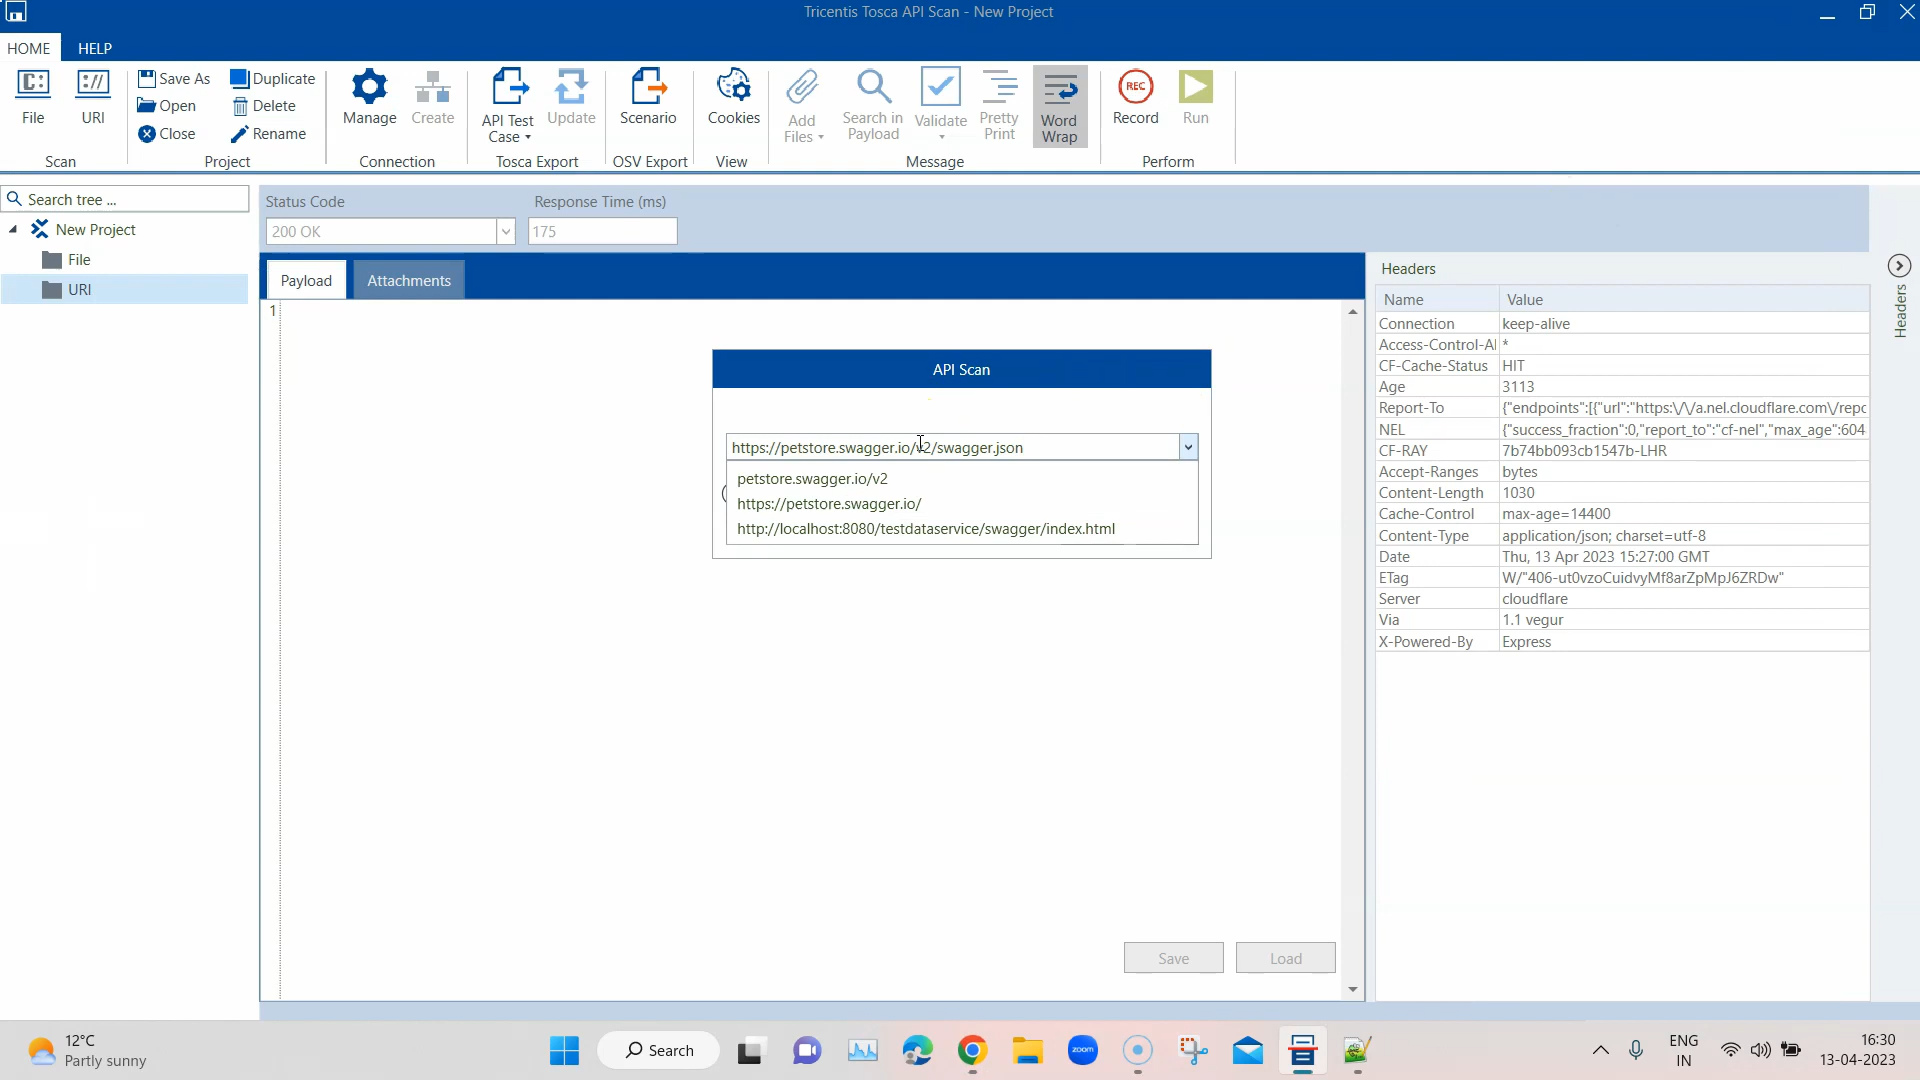 Tricentis Tosca API Scan - New Project
HOME HELP
File
URI
Scan
Save As
Duplicate
Open
Delete
Close
Rename
Project
Manage
Create
Connection
API Test
Case
Update
Tosca Export
Scenario
OSV Export
Cookies
View
Add
Files
Search in
Payload
Validate
Pretty
Print
Word
Wrap
Message
REC
Record
Run
Perform
Search tree ...
New Project
File
URI
Status Code
Response Time (ms)
200 OK
175
Payload
Attachments
1
API Scan
https://petstore.swagger.io/v2/swagger.json
petstore.swagger.io/v2
https://petstore.swagger.io/
http://localhost:8080/testdataservice/swagger/index.html
Save
Load
Headers
Name Value
Connection keep-alive
Access-Control-Al *
CF-Cache-Status HIT
Age 3113
Report-To {"endpoints":[{"url":"https:\/\/a.nel.cloudflare.com\/repc
NEL {"success_fraction":0,"report_to":"cf-nel","max_age":604
CF-RAY 7b74bb093cb1547b-LHR
Accept-Ranges bytes
Content-Length 1030
Cache-Control max-age=14400
Content-Type application/json; charset=utf-8
Date Thu, 13 Apr 2023 15:27:00 GMT
ETag W/"406-ut0vzoCuidvyMf8arZpMpJ6ZRDw"
Server cloudflare
Via 1.1 vegur
X-Powered-By Express
Headers
12°C
Partly sunny
Search
zoom
ENG
IN
16:30
13-04-2023